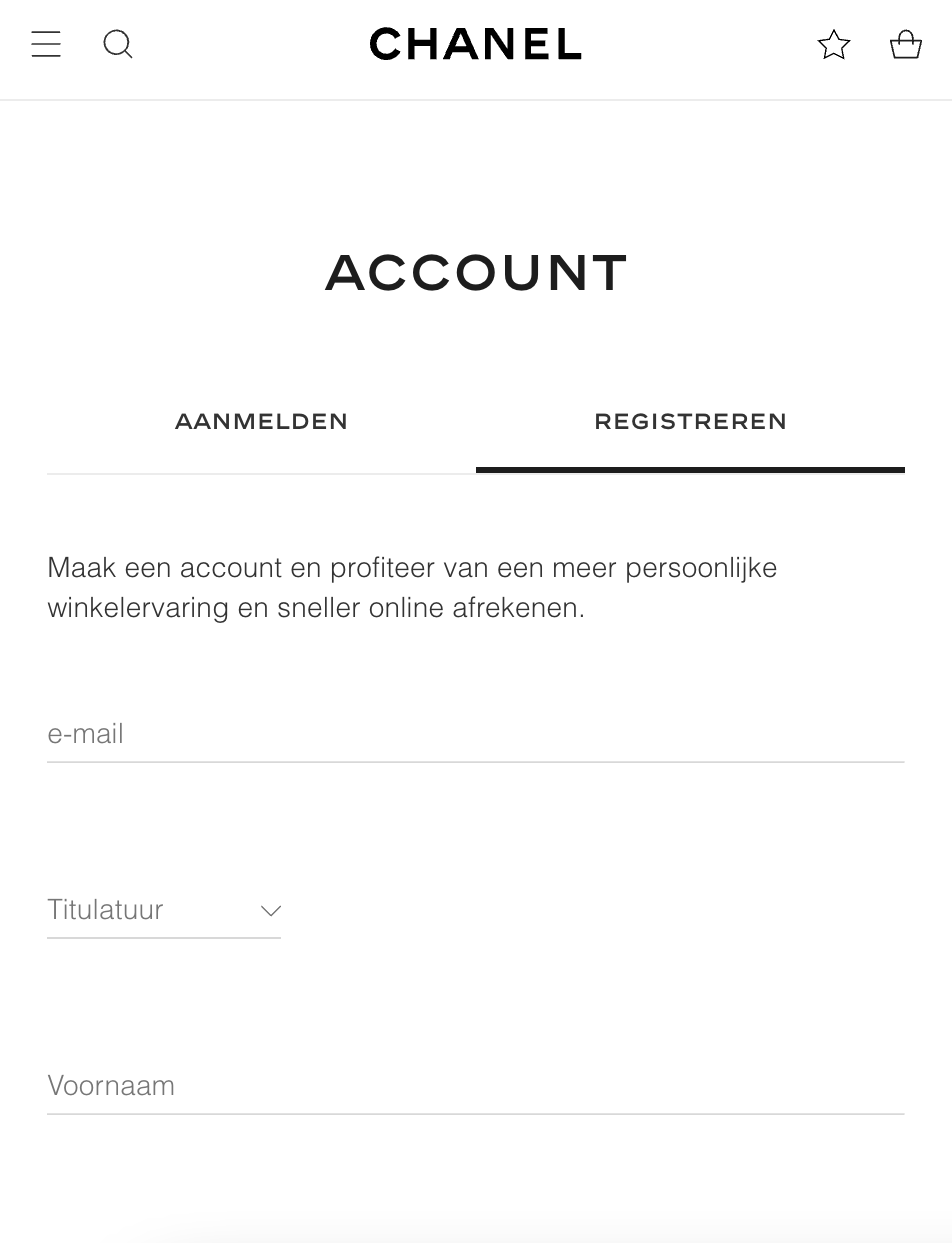 CHANEL
ACCOUNT
AANMELDEN
REGISTREREN
Maak een account en profiteer van een meer persoonlijke
winkelervaring en sneller online afrekenen.
e-mail
Titulatuur
Voornaam